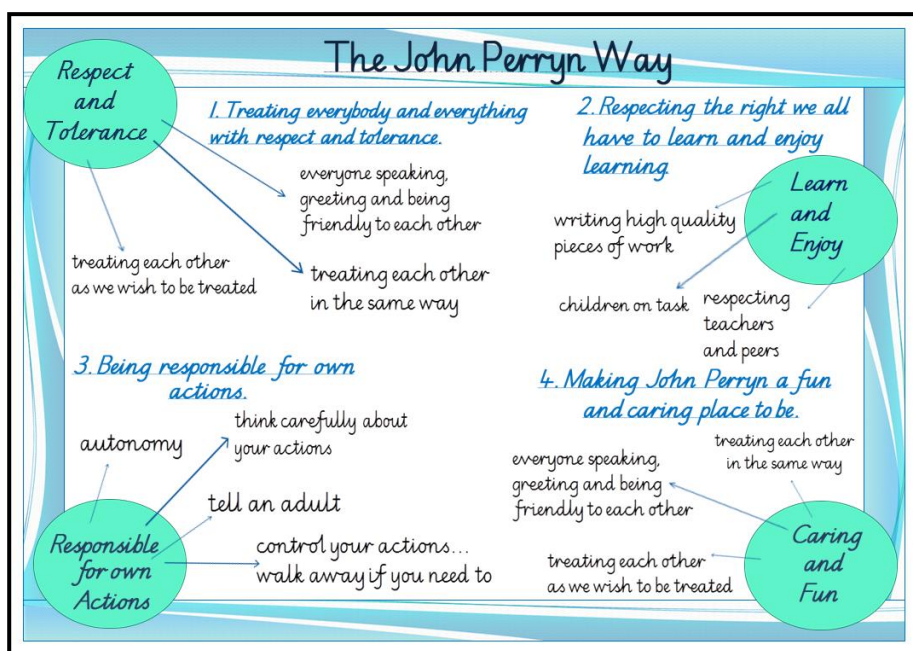 The John Perryn Way
Respect
and
Tolerance
1. Treating everybody and everything
with respect and tolerance.
everyone speaking,
greeting and being
friendly to each other
treating each other
as we wish to be treated
treating each other
in the same way
2. Respecting the right we all
have to learn and enjoy
learning
Learn
and
Enjoy
writing high quality
pieces of work
children on task
respecting
teachers
and peers
3. Being responsible for own
actions.
autonomy
think carefully about
your actions
tell an adult
control your actions...
walk away if you need to
Responsible
for own
Actions
4. Making John Perryn a fun
and caring place to be.
everyone speaking,
greeting and being
friendly to each other
treating each other
in the same way
treating each other
as we wish to be treated
Caring
and
Fun